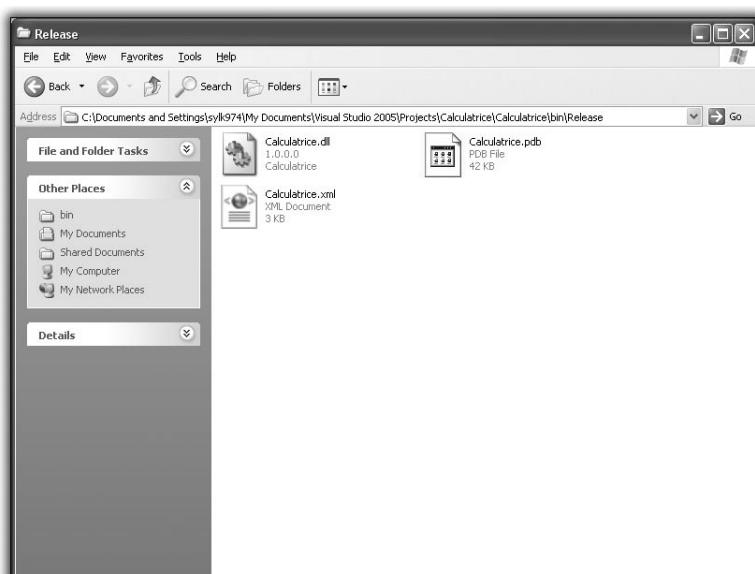 Release
File Edit View Favorites Tools Help
Back Search Folders
Address C:\Documents and Settings\sylk974\My Documents\Visual Studio 2005\Projects\Calculatrice\Calculatrice\bin\Release Go
File and Folder Tasks
Other Places
bin
My Documents
Shared Documents
My Computer
My Network Places
Details
Calculatrice.dll
1.0.0.0
Calculatrice
Calculatrice.pdb
PDB File
42 KB
Calculatrice.xml
XML Document
3 KB